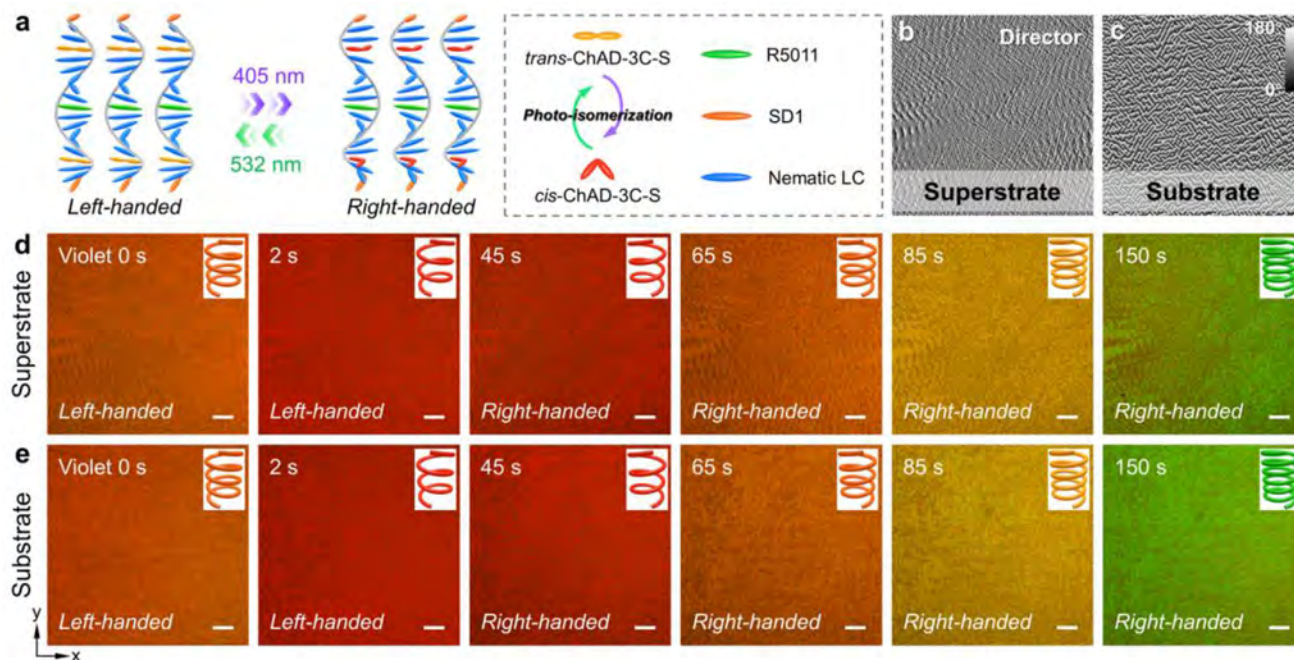 a
405 nm
532 nm
Left-handed
Right-handed
trans-ChAD-3C-S
Photo-isomerization
cis-ChAD-3C-S
R5011
SD1
Nematic LC
b
Director
Superstrate
c
180°
0°
Substrate
d
Superstrate
Violet 0 s
2 s
45 s
65 s
85 s
150 s
Left-handed
Left-handed
Right-handed
Right-handed
Right-handed
Right-handed
e
Substrate
Violet 0 s
2 s
45 s
65 s
85 s
150 s
Left-handed
Left-handed
Right-handed
Right-handed
Right-handed
Right-handed
y
x